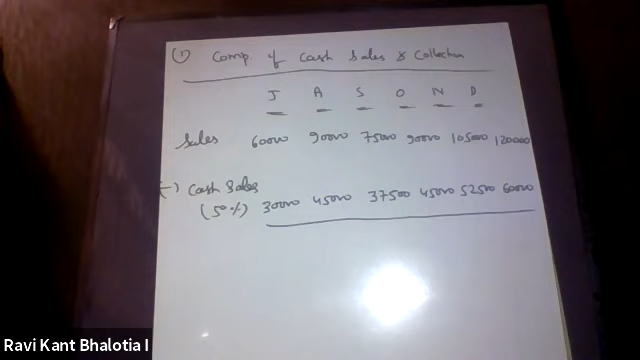 (1) Comp. of Cash Sales & Collection
J A S O N D
Sales 60000 90000 75000 90000 105000 120000
(-) Cash Sales
(50%) 30000 45000 37500 45000 52500 60000
Ravi Kant Bhalotia I